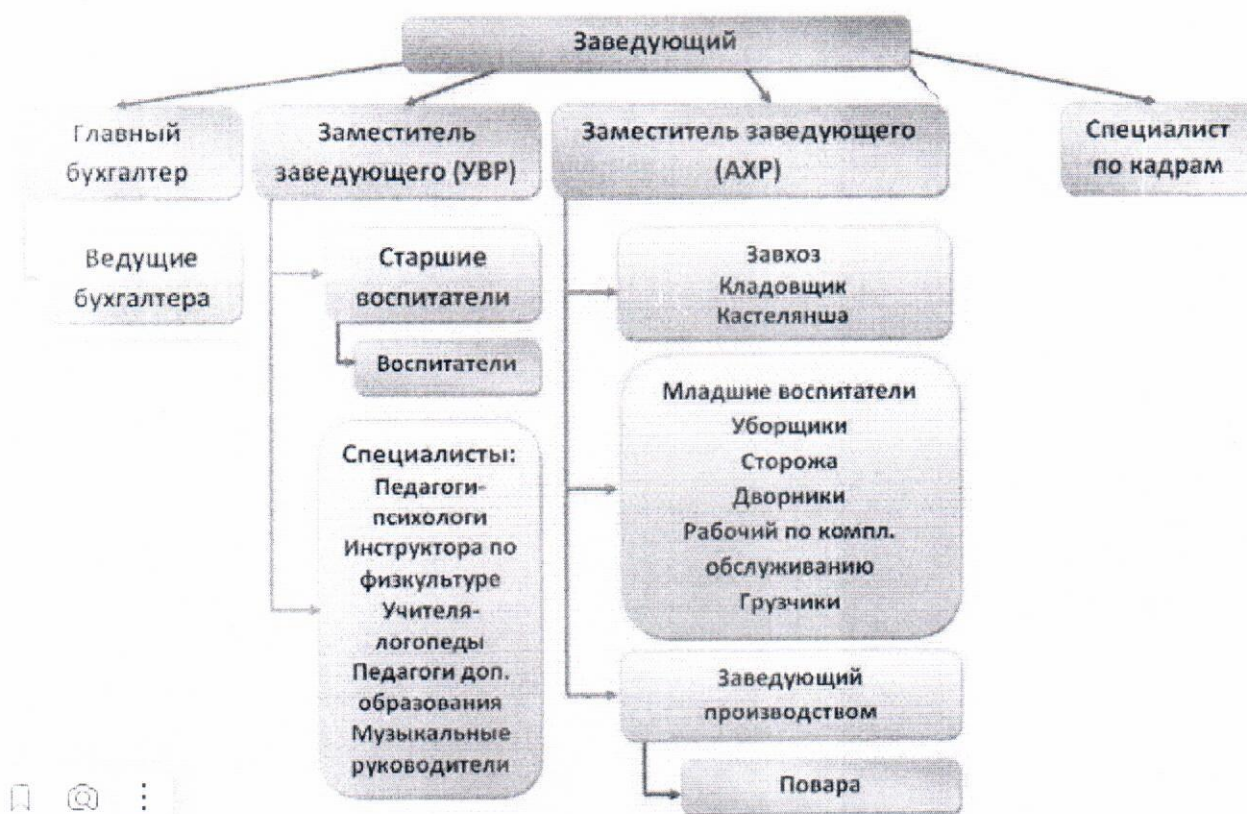 Заведующий
Главный
бухгалтер
Заместитель
заведующего (УВР)
Заместитель заведующего
(АХР)
Специалист
по кадрам
Ведущие
бухгалтера
Старшие
воспитатели
Воспитатели
Специалисты:
Педагоги-
психологи
Инструктора по
физкультуре
Учителя-
логопеды
Педагоги доп.
образования
Музыкальные
руководители
Завхоз
Кладовщик
Кастелянша
Младшие воспитатели
Уборщики
Сторожа
Дворники
Рабочий по компл.
обслуживанию
Грузчики
Заведующий
производством
Повара